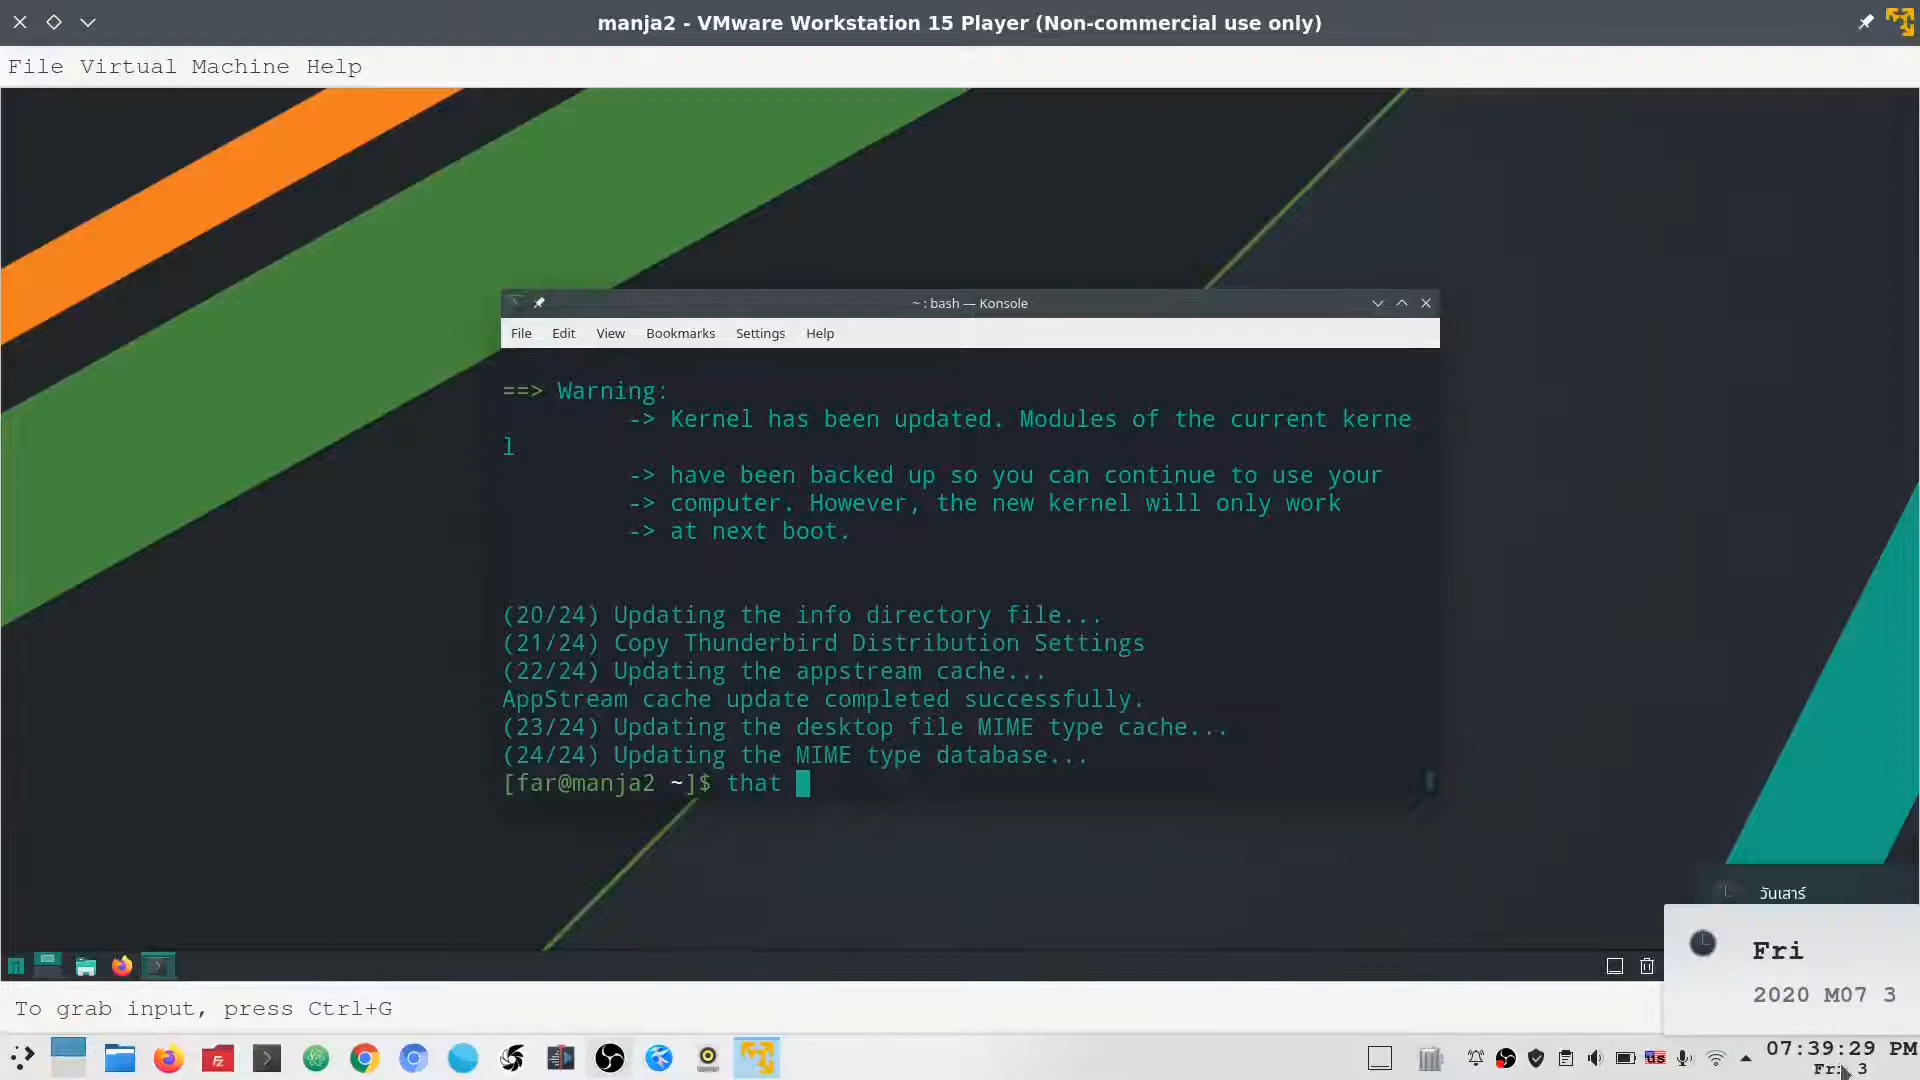 manja2 - VMware Workstation 15 Player (Non-commercial use only)
File Virtual Machine Help
~ : bash — Konsole
File Edit View Bookmarks Settings Help
==> Warning:
-> Kernel has been updated. Modules of the current kerne
l
-> have been backed up so you can continue to use your
-> computer. However, the new kernel will only work
-> at next boot.
(20/24) Updating the info directory file...
(21/24) Copy Thunderbird Distribution Settings
(22/24) Updating the appstream cache...
AppStream cache update completed successfully.
(23/24) Updating the desktop file MIME type cache...
(24/24) Updating the MIME type database...
[far@manja2 ~]$ that
วันเสาร์
Fri
2020 M07 3
To grab input, press Ctrl+G
07:39:29 PM
Fri 3